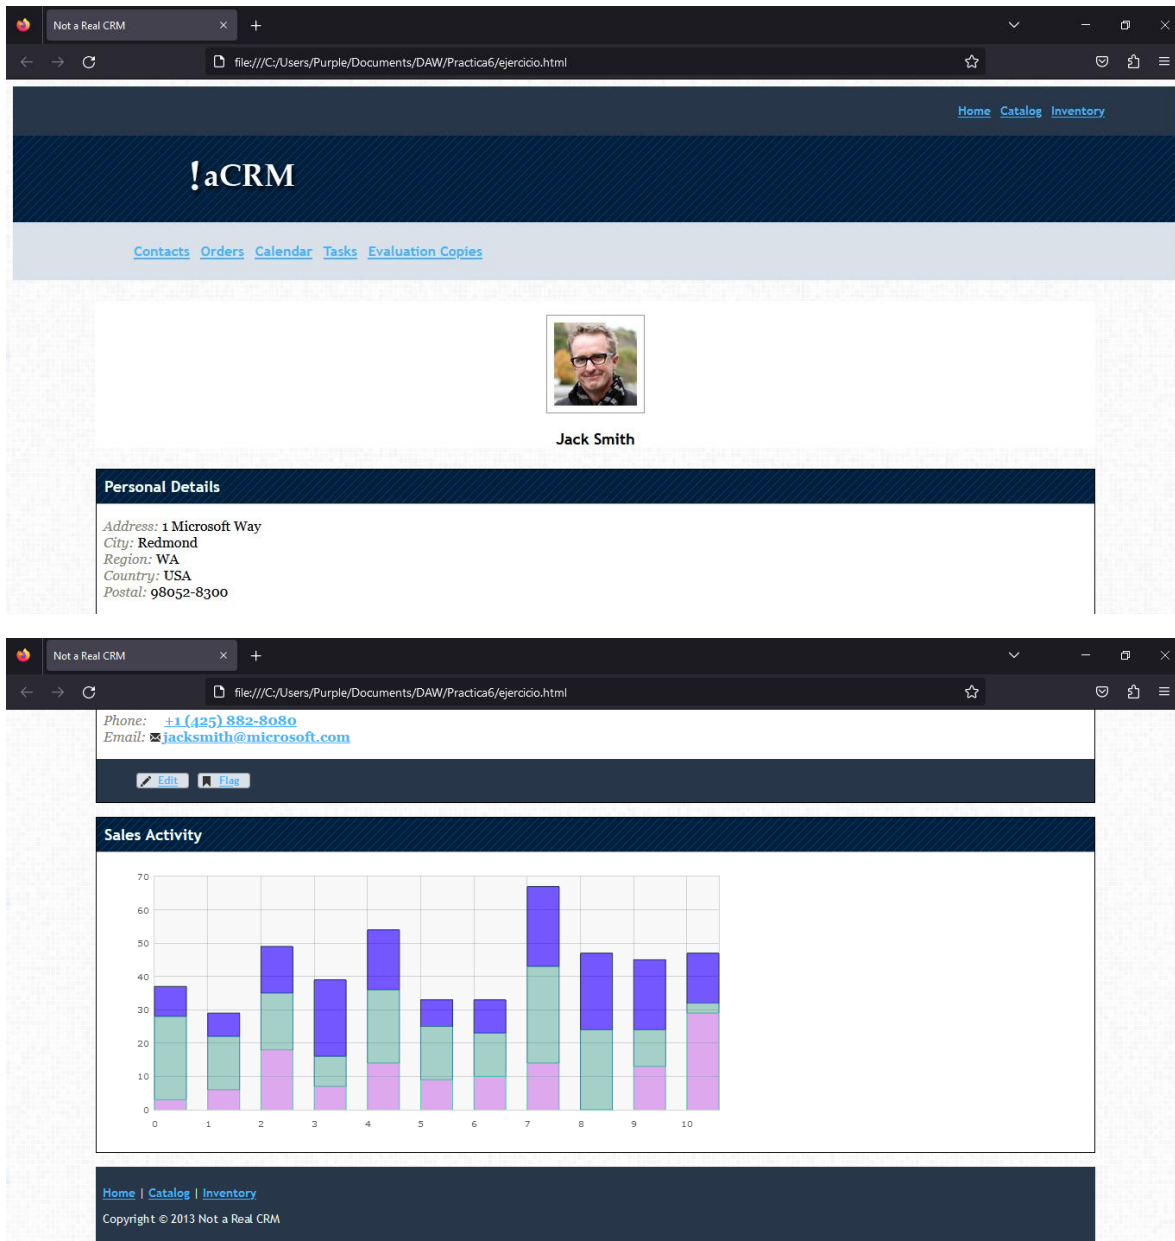 Not a Real CRM
file:///C:/Users/Purple/Documents/DAW/Practica6/ejercicio.html
Home Catalog Inventory
!aCRM
Contacts Orders Calendar Tasks Evaluation Copies
Jack Smith
Personal Details
Address: 1 Microsoft Way
City: Redmond
Region: WA
Country: USA
Postal: 98052-8300
Not a Real CRM
file:///C:/Users/Purple/Documents/DAW/Practica6/ejercicio.html
Phone: +1 (425) 882-8080
Email: jacksmith@microsoft.com
Edit Flag
Sales Activity
70
60
50
40
30
20
10
0
0 1 2 3 4 5 6 7 8 9 10
Home | Catalog | Inventory
Copyright © 2013 Not a Real CRM